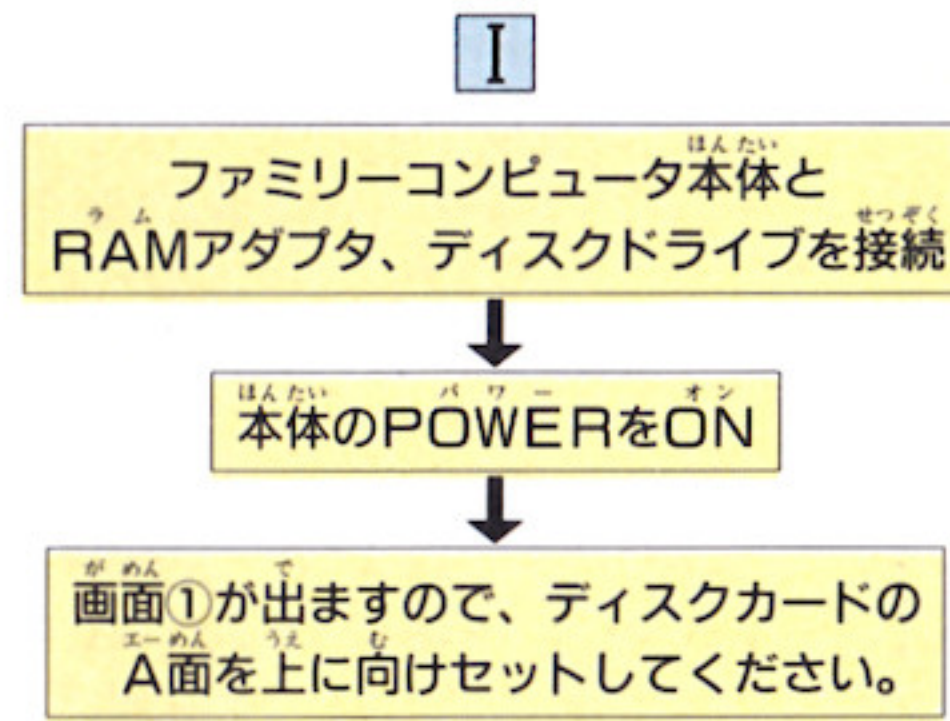 I
ファミリーコンピュータ本体と
RAMアダプタ、ディスクドライブを接続
本体のPOWERをON
画面①が出ますので、ディスクカードの
A面を上に向けセットしてください。